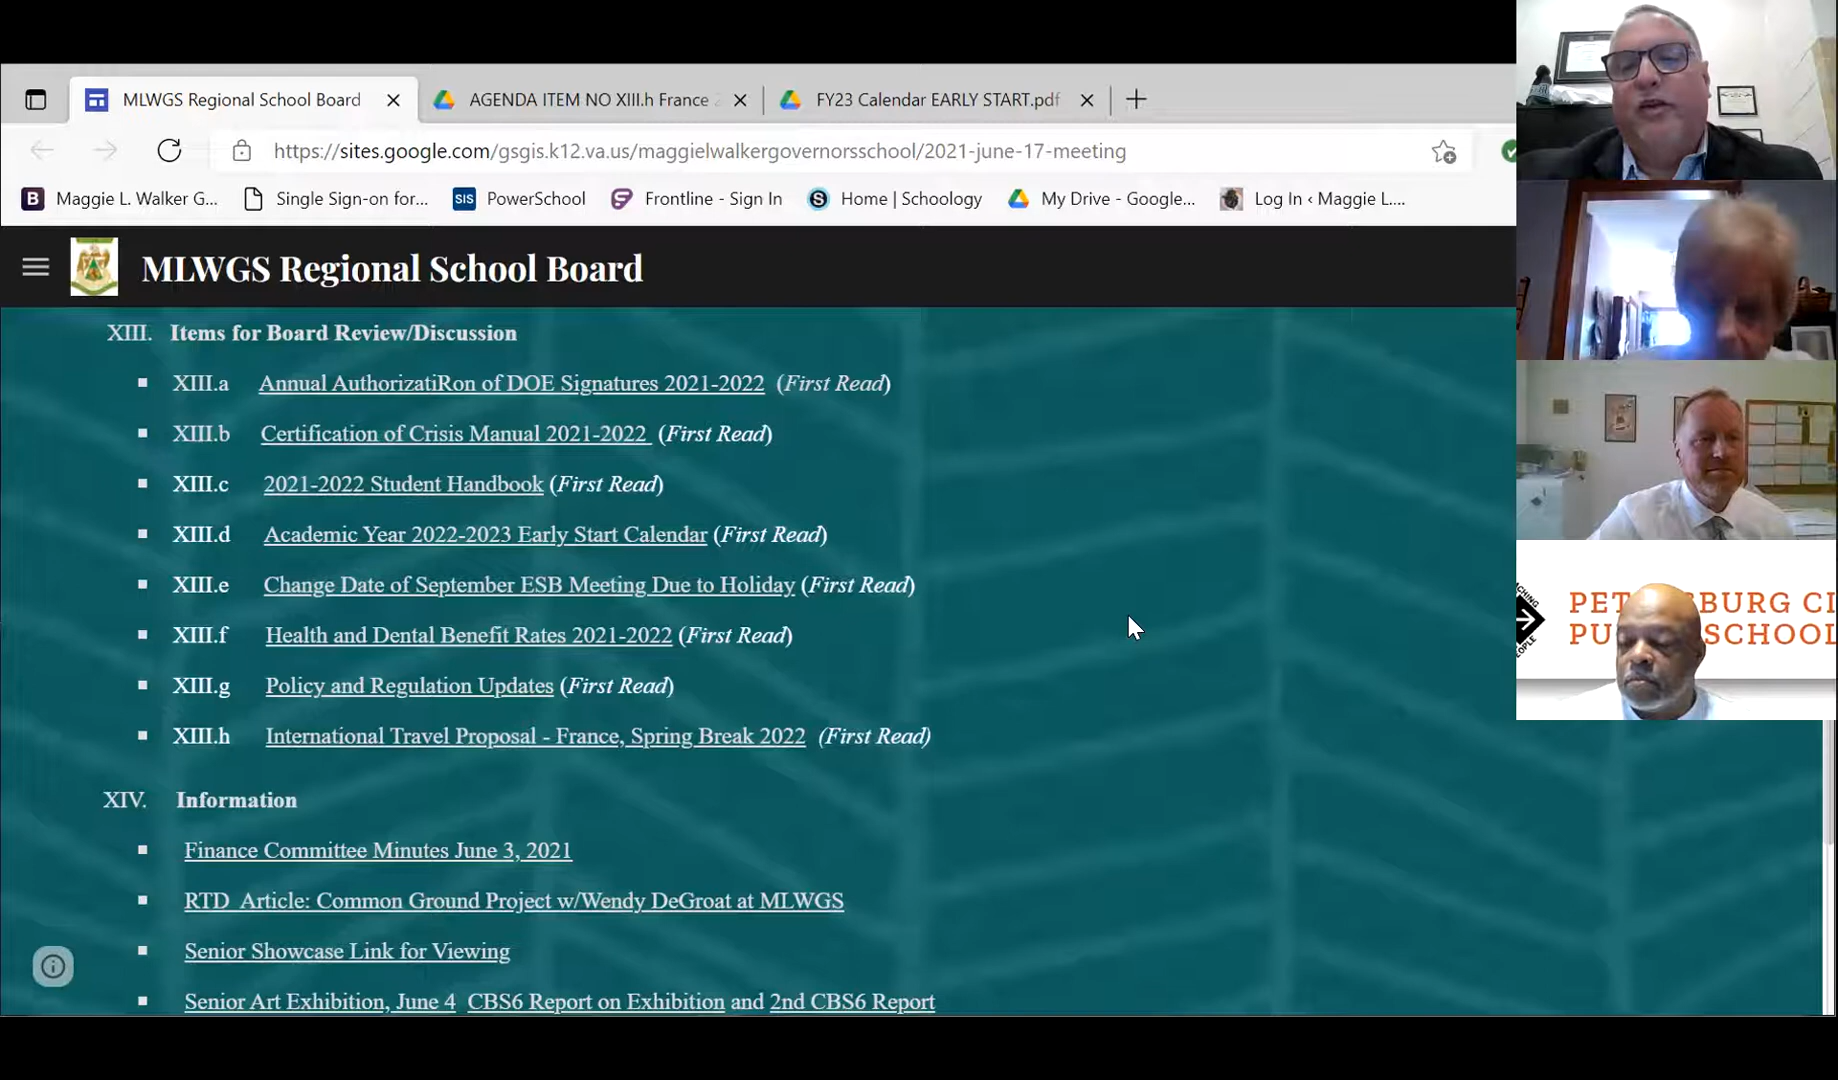 MLWGS Regional School Board
AGENDA ITEM NO XIII.h France 2
FY23 Calendar EARLY START.pdf
https://sites.google.com/gsgis.k12.va.us/maggielwalkergovernorsschool/2021-june-17-meeting
B Maggie L. Walker G...
Single Sign-on for...
SIS PowerSchool
Frontline - Sign In
S Home | Schoology
My Drive - Google...
Log In ‹ Maggie L....
MLWGS Regional School Board
XIII. Items for Board Review/Discussion
XIII.a Annual AuthorizatiRon of DOE Signatures 2021-2022 (First Read)
XIII.b Certification of Crisis Manual 2021-2022 (First Read)
XIII.c 2021-2022 Student Handbook (First Read)
XIII.d Academic Year 2022-2023 Early Start Calendar (First Read)
XIII.e Change Date of September ESB Meeting Due to Holiday (First Read)
XIII.f Health and Dental Benefit Rates 2021-2022 (First Read)
XIII.g Policy and Regulation Updates (First Read)
XIII.h International Travel Proposal - France, Spring Break 2022 (First Read)
XIV. Information
Finance Committee Minutes June 3, 2021
RTD Article: Common Ground Project w/Wendy DeGroat at MLWGS
Senior Showcase Link for Viewing
Senior Art Exhibition, June 4 CBS6 Report on Exhibition and 2nd CBS6 Report
PET SBURG CI
PU SCHOOL